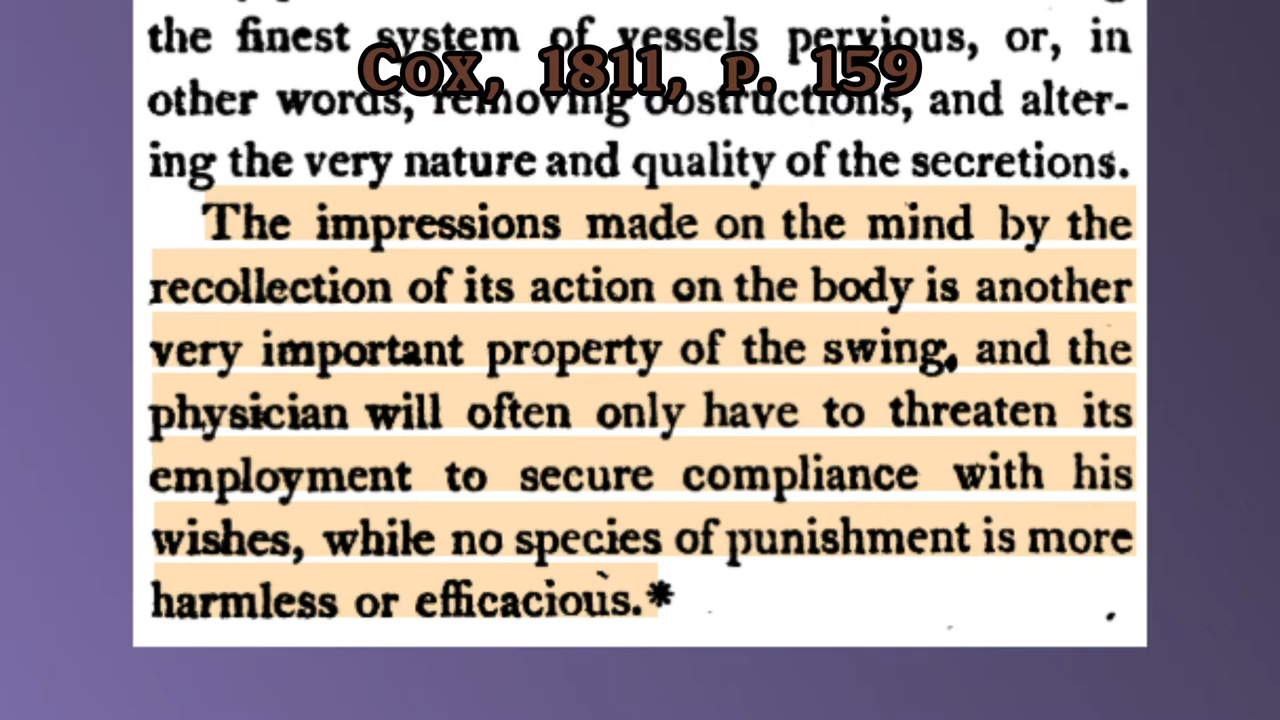 the finest system of vessels pervious, or, in
Cox, 1811, p. 159
other words, removing obstructions, and alter-
ing the very nature and quality of the secretions.
The impressions made on the mind by the
recollection of its action on the body is another
very important property of the swing, and the
physician will often only have to threaten its
employment to secure compliance with his
wishes, while no species of punishment is more
harmless or efficacious.*